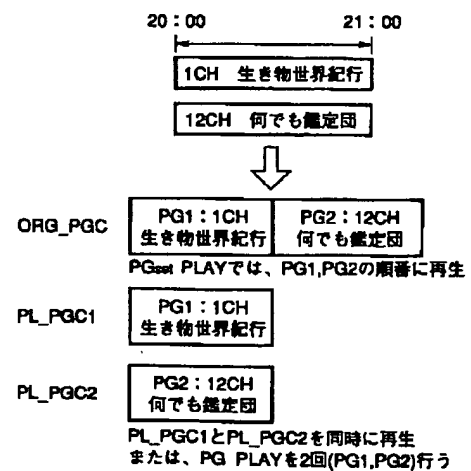 20：00 21：00
1CH 生き物世界紀行
12CH 何でも鑑定団
ORG_PGC
PG1：1CH
生き物世界紀行
PG2：12CH
何でも鑑定団
PGset PLAYでは、PG1,PG2の順番に再生
PL_PGC1
PG1：1CH
生き物世界紀行
PL_PGC2
PG2：12CH
何でも鑑定団
PL_PGC1とPL_PGC2を同時に再生
または、PG PLAYを2回(PG1,PG2)行う